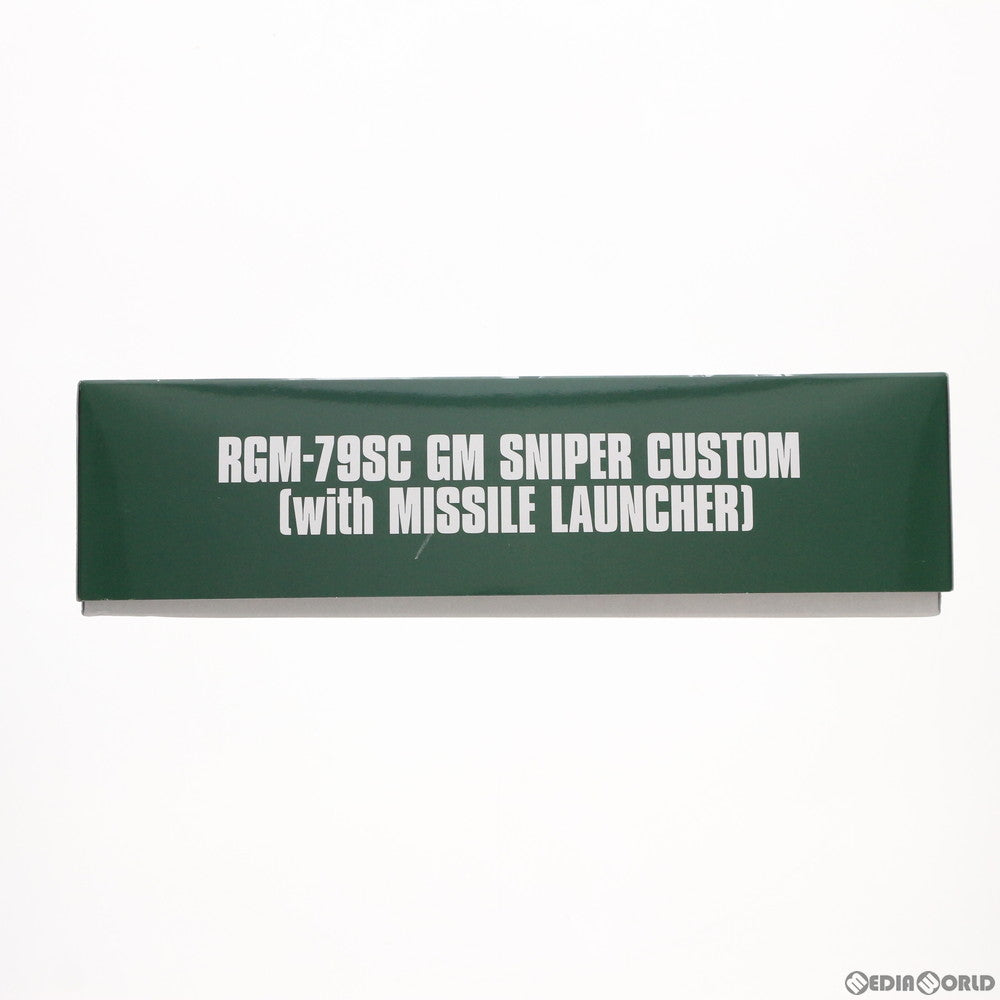 RGM-79SC GM SNIPER CUSTOM
(with MISSILE LAUNCHER)
MEDIAWORLD